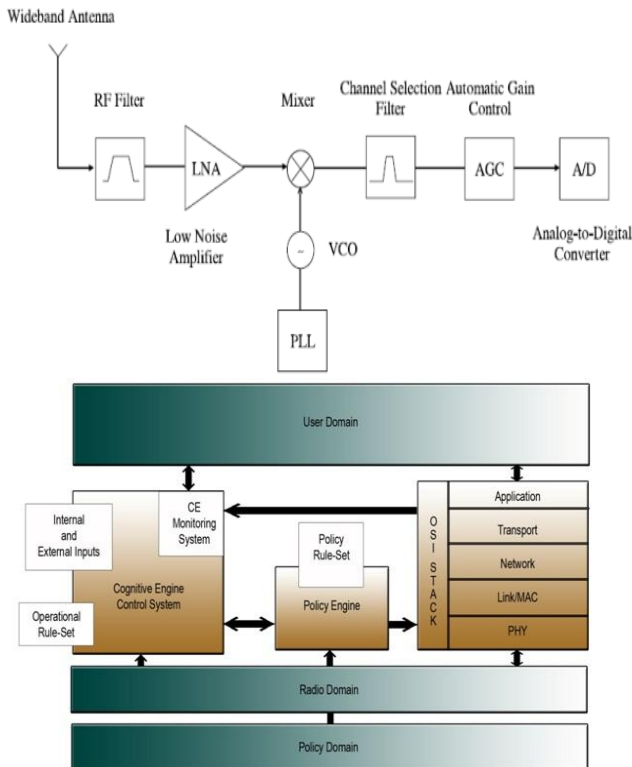 Wideband Antenna
RF Filter
Mixer
Channel Selection
Filter
Automatic Gain
Control
LNA
AGC
A/D
Low Noise
Amplifier
~
VCO
Analog-to-Digital
Converter
PLL
User Domain
Internal
and
External Inputs
CE
Monitoring
System
Cognitive Engine
Control System
Operational
Rule-Set
Policy
Rule-Set
Policy Engine
OSI STACK
Application
Transport
Network
Link/MAC
PHY
Radio Domain
Policy Domain